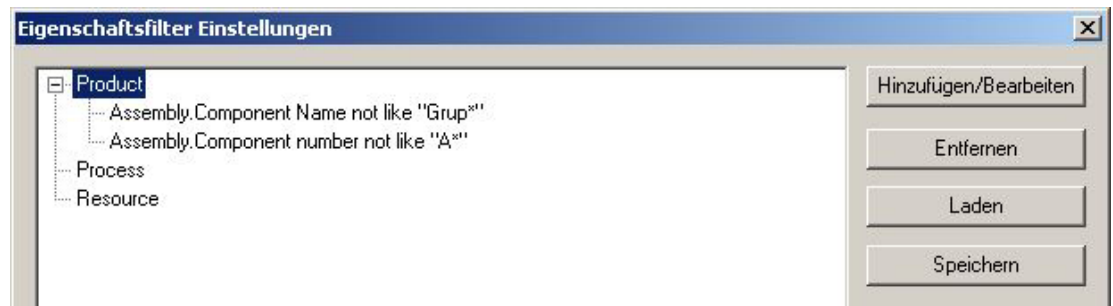 Eigenschaftsfilter Einstellungen
Product
Assembly.Component Name not like "Grup*"
Assembly.Component number not like "A*"
Process
Resource
Hinzufügen/Bearbeiten
Entfernen
Laden
Speichern